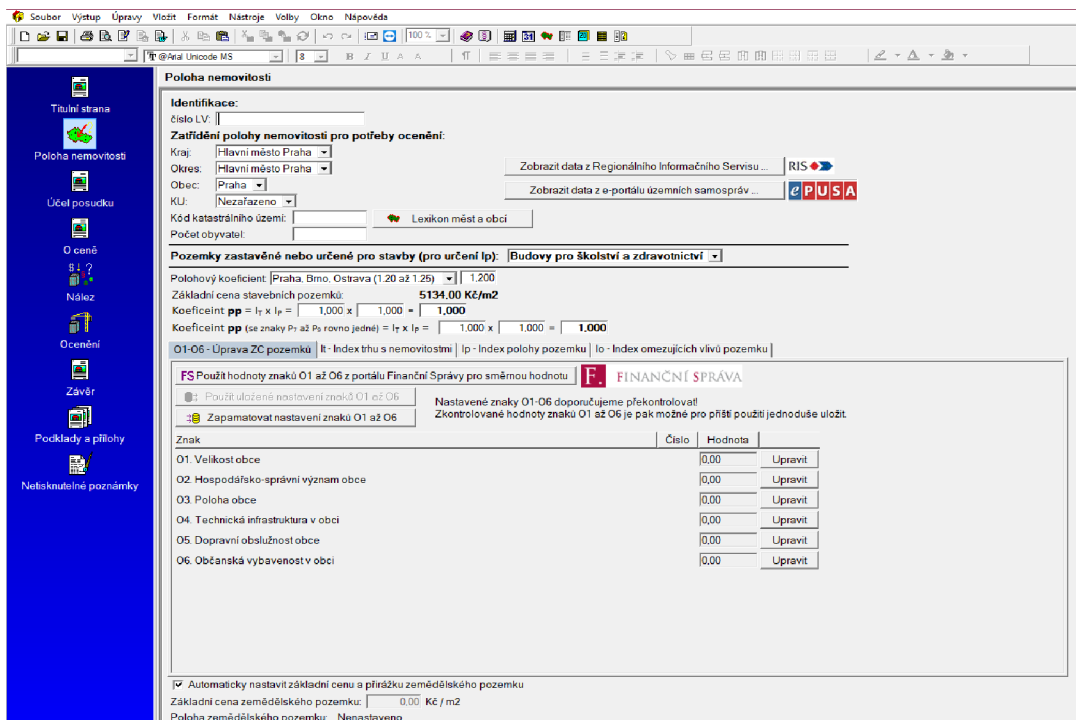 Soubor Výstup Úpravy Vložit Formát Nástroje Volby Okno Nápověda
100 %
@Arial Unicode MS 8 B I U A A
Titulní strana
Poloha nemovitosti
Účel posudku
O ceně
Nález
Ocenění
Závěr
Podklady a přílohy
Netisknutelné poznámky
Poloha nemovitosti
Identifikace:
číslo LV:
Zatřídění polohy nemovitosti pro potřeby ocenění:
Kraj: Hlavní město Praha
Okres: Hlavní město Praha Zobrazit data z Regionálního Informačního Servisu ... RIS
Obec: Praha Zobrazit data z e-portálu územních samospráv ... ePUSA
KU: Nezařazeno
Kód katastrálního území: Lexikon měst a obcí
Počet obyvatel:
Pozemky zastavěné nebo určené pro stavby (pro určení Ip): Budovy pro školství a zdravotnictví
Polohový koeficient: Praha, Brno, Ostrava (1.20 až 1.25) 1.200
Základní cena stavebních pozemků: 5134.00 Kč/m2
Koeficeint pp = IT x IP = 1,000 x 1,000 = 1,000
Koeficeint pp (se znaky P7 až P9 rovno jedné) = IT x IP = 1,000 x 1,000 = 1,000
O1-O6 - Úprava ZC pozemků It - Index trhu s nemovitostmi Ip - Index polohy pozemku Io - Index omezujících vlivů pozemku
FS Použít hodnoty znaků O1 až O6 z portálu Finanční Správy pro směrnou hodnotu F. FINANČNÍ SPRÁVA
Použít uložené nastavení znaků O1 až O6
Nastavené znaky O1-O6 doporučujeme překontrolovat!
Zapamatovat nastavení znaků O1 až O6
Zkontrolované hodnoty znaků O1 až O6 je pak možné pro příští použití jednoduše uložit.
Znak Číslo Hodnota
O1. Velikost obce 0,00 Upravit
O2. Hospodářsko-správní význam obce 0,00 Upravit
O3. Poloha obce 0,00 Upravit
O4. Technická infrastruktura v obci 0,00 Upravit
O5. Dopravní obslužnost obce 0,00 Upravit
O6. Občanská vybavenost v obci 0,00 Upravit
Automaticky nastavit základní cenu a přirážku zemědělského pozemku
Základní cena zemědělského pozemku: 0,00 Kč / m2
Poloha zemědělského pozemku: Nenastaveno